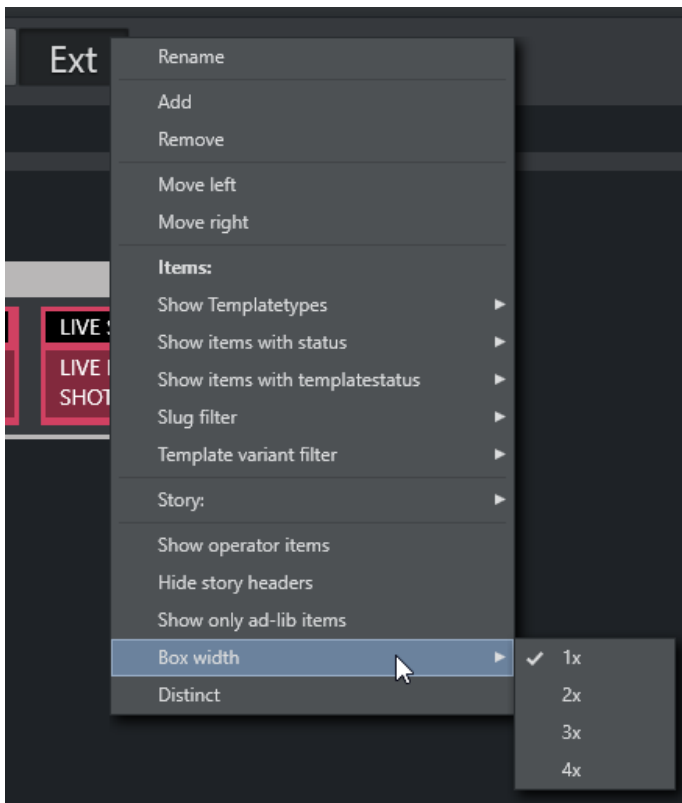 Ext
Rename
Add
Remove
Move left
Move right
Items:
Show Templatetypes
LIVE
Show items with status
LIVE
Show items with templatestatus
SHOT
Slug filter
Template variant filter
Story:
Show operator items
Hide story headers
Show only ad-lib items
Box width
1x
Distinct
2x
3x
4x